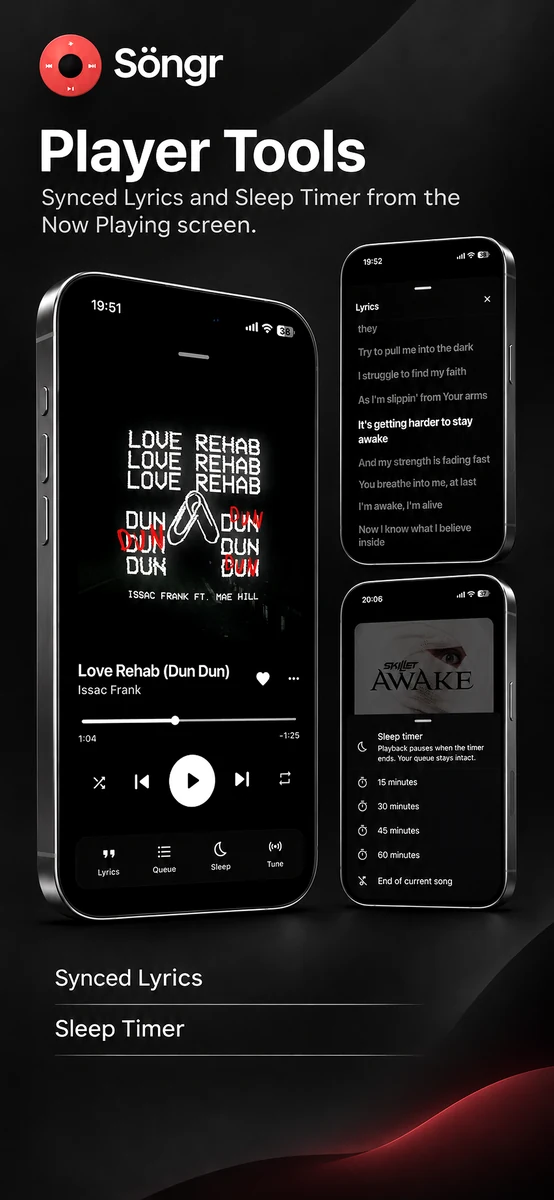 Söngr
Player Tools
Synced Lyrics and Sleep Timer from the
Now Playing screen.
19:51
38
LOVE REHAB
LOVE REHAB
LOVE REHAB
DUN DUN
DUN DUN
DUN DUN
DUN DUN
DUN
ISSAC FRANK FT. MAE HILL
Love Rehab (Dun Dun)
Issac Frank
1:04 -1:25
Lyrics Queue Sleep Tune
19:52
Lyrics
they
Try to pull me into the dark
I struggle to find my faith
As I'm slippin' from Your arms
It's getting harder to stay
awake
And my strength is fading fast
You breathe into me, at last
I'm awake, I'm alive
Now I know what I believe
inside
20:06
SKILLET
AWAKE
Sleep timer
Playback pauses when the timer
ends. Your queue stays intact.
15 minutes
30 minutes
45 minutes
60 minutes
End of current song
Synced Lyrics
Sleep Timer